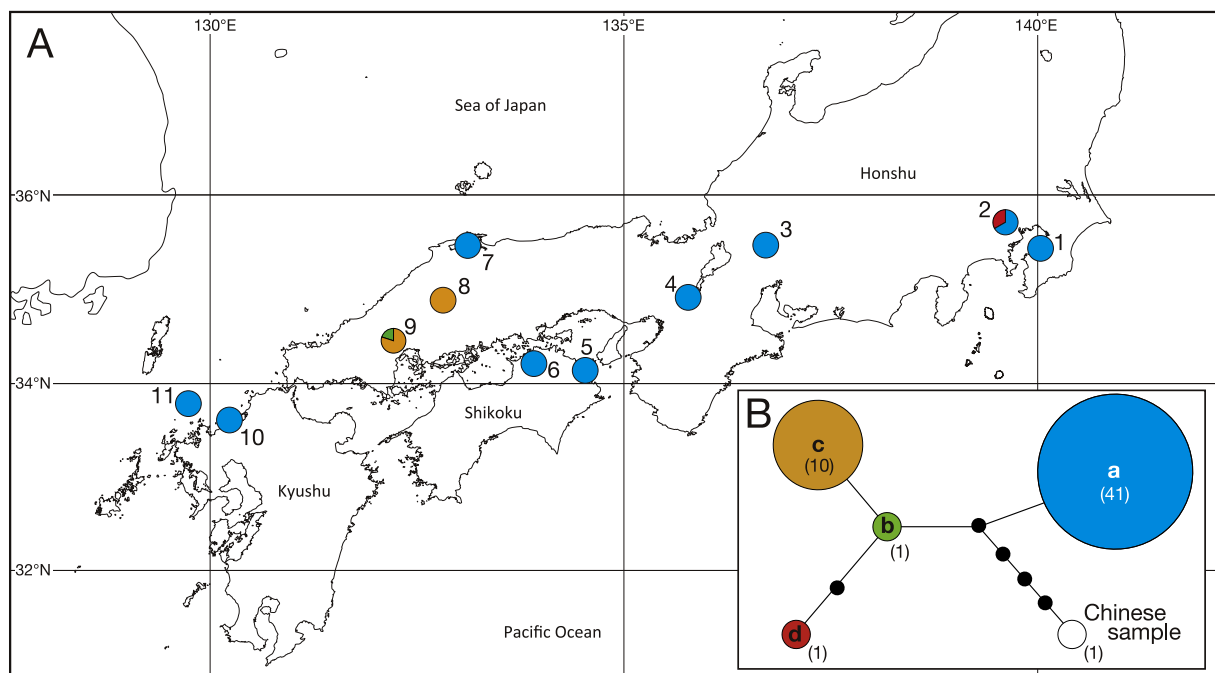 A
130°
135°
140°
Sea of Japan
Honshu
36°N
2
1
3
7
4
8
9
5
6
34°N
11
10
Shikoku
Kyushu
32°N
Pacific Ocean
B
c
(10)
a
(41)
b
(1)
d
(1)
Chinese
sample
(1)